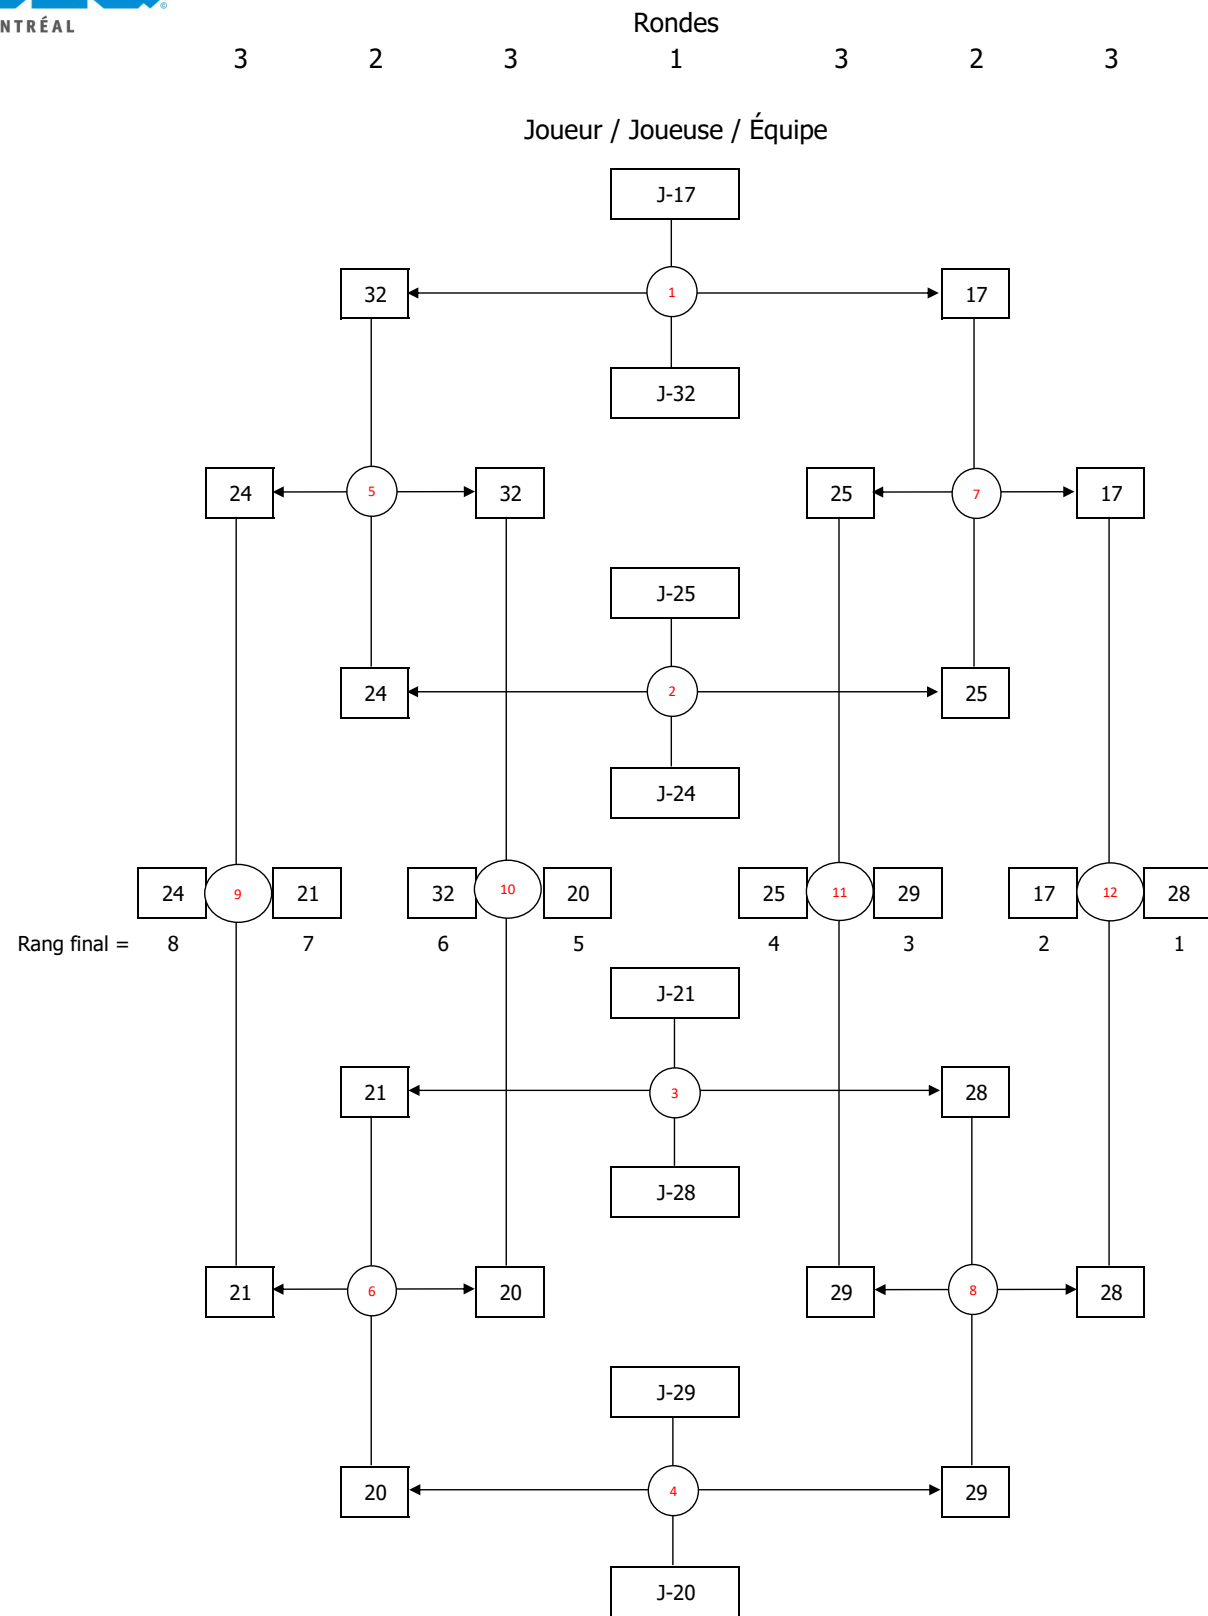 NTRÉAL
Rondes
3 2 3 1 3 2 3
Joueur / Joueuse / Équipe
J-17
32 1 17
J-32
24 5 32 25 7 17
J-25
24 2 25
J-24
24 9 21 32 10 20 25 11 29 17 12 28
Rang final = 8 7 6 5 4 3 2 1
J-21
21 3 28
J-28
21 6 20 29 8 28
J-29
20 4 29
J-20